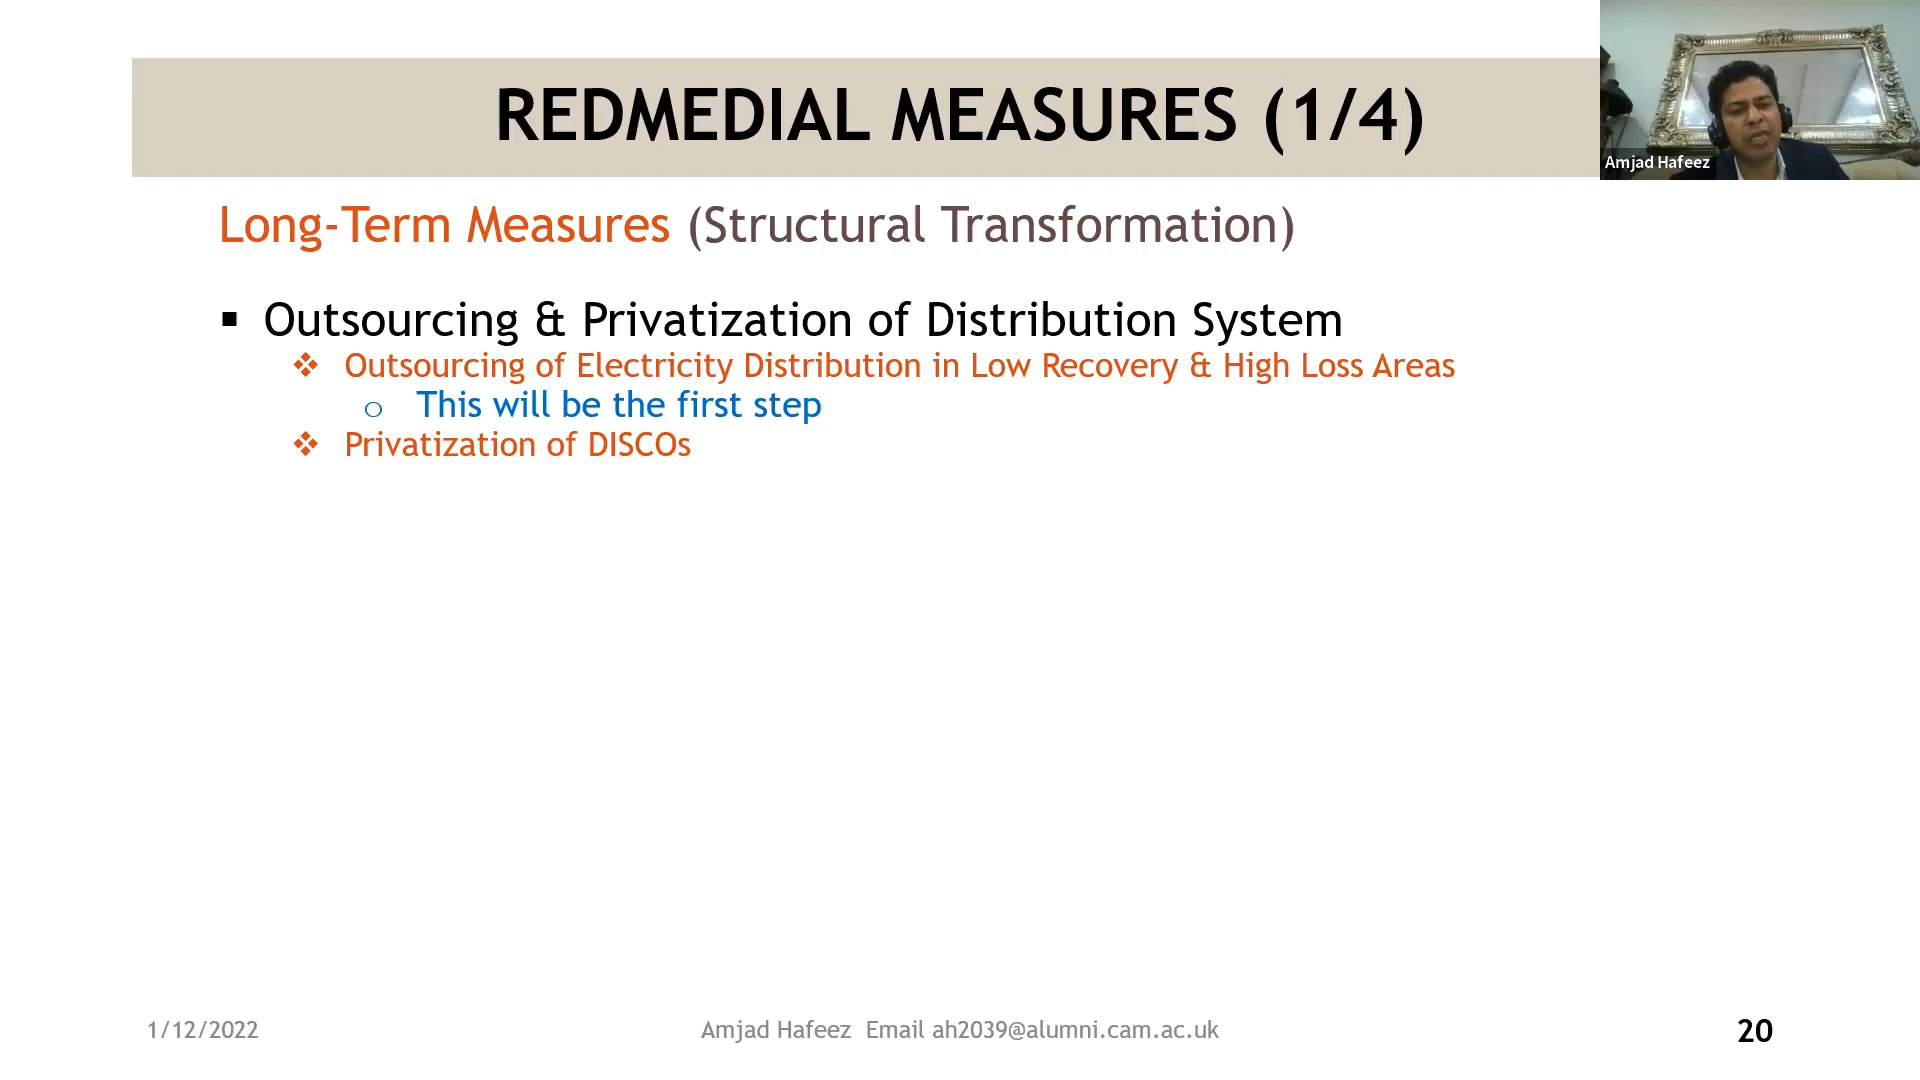 REDMEDIAL MEASURES (1/4)
Amjad Hafeez
Long-Term Measures (Structural Transformation)
▪ Outsourcing & Privatization of Distribution System
❖ Outsourcing of Electricity Distribution in Low Recovery & High Loss Areas
o This will be the first step
❖ Privatization of DISCOs
1/12/2022
Amjad Hafeez Email ah2039@alumni.cam.ac.uk
20